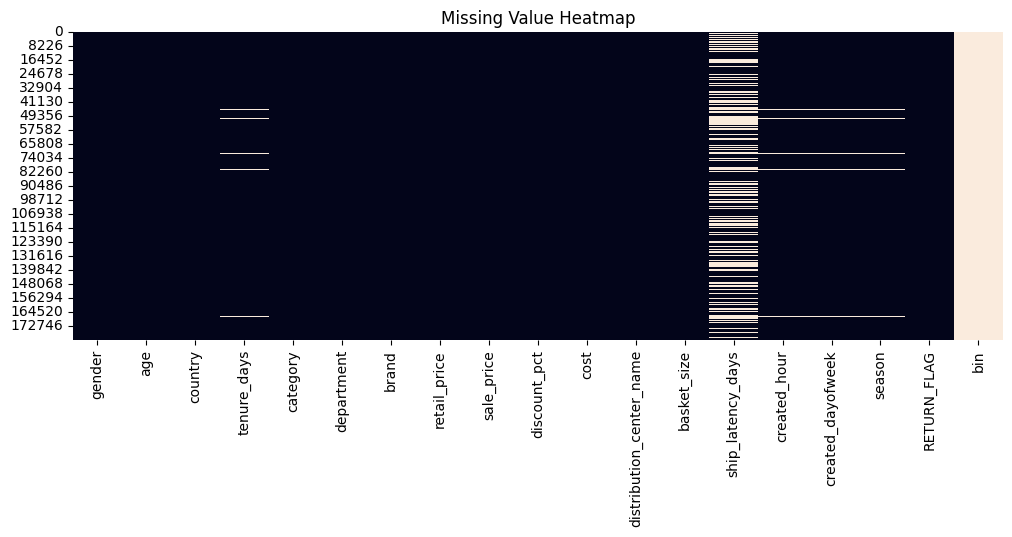 Missing Value Heatmap
0
8226
16452
24678
32904
41130
49356
57582
65808
74034
82260
90486
98712
106938
115164
123390
131616
139842
148068
156294
164520
172746
gender
age
country
tenure_days
category
department
brand
retail_price
sale_price
discount_pct
cost
distribution_center_name
basket_size
ship_latency_days
created_hour
created_dayofweek
season
RETURN_FLAG
bin